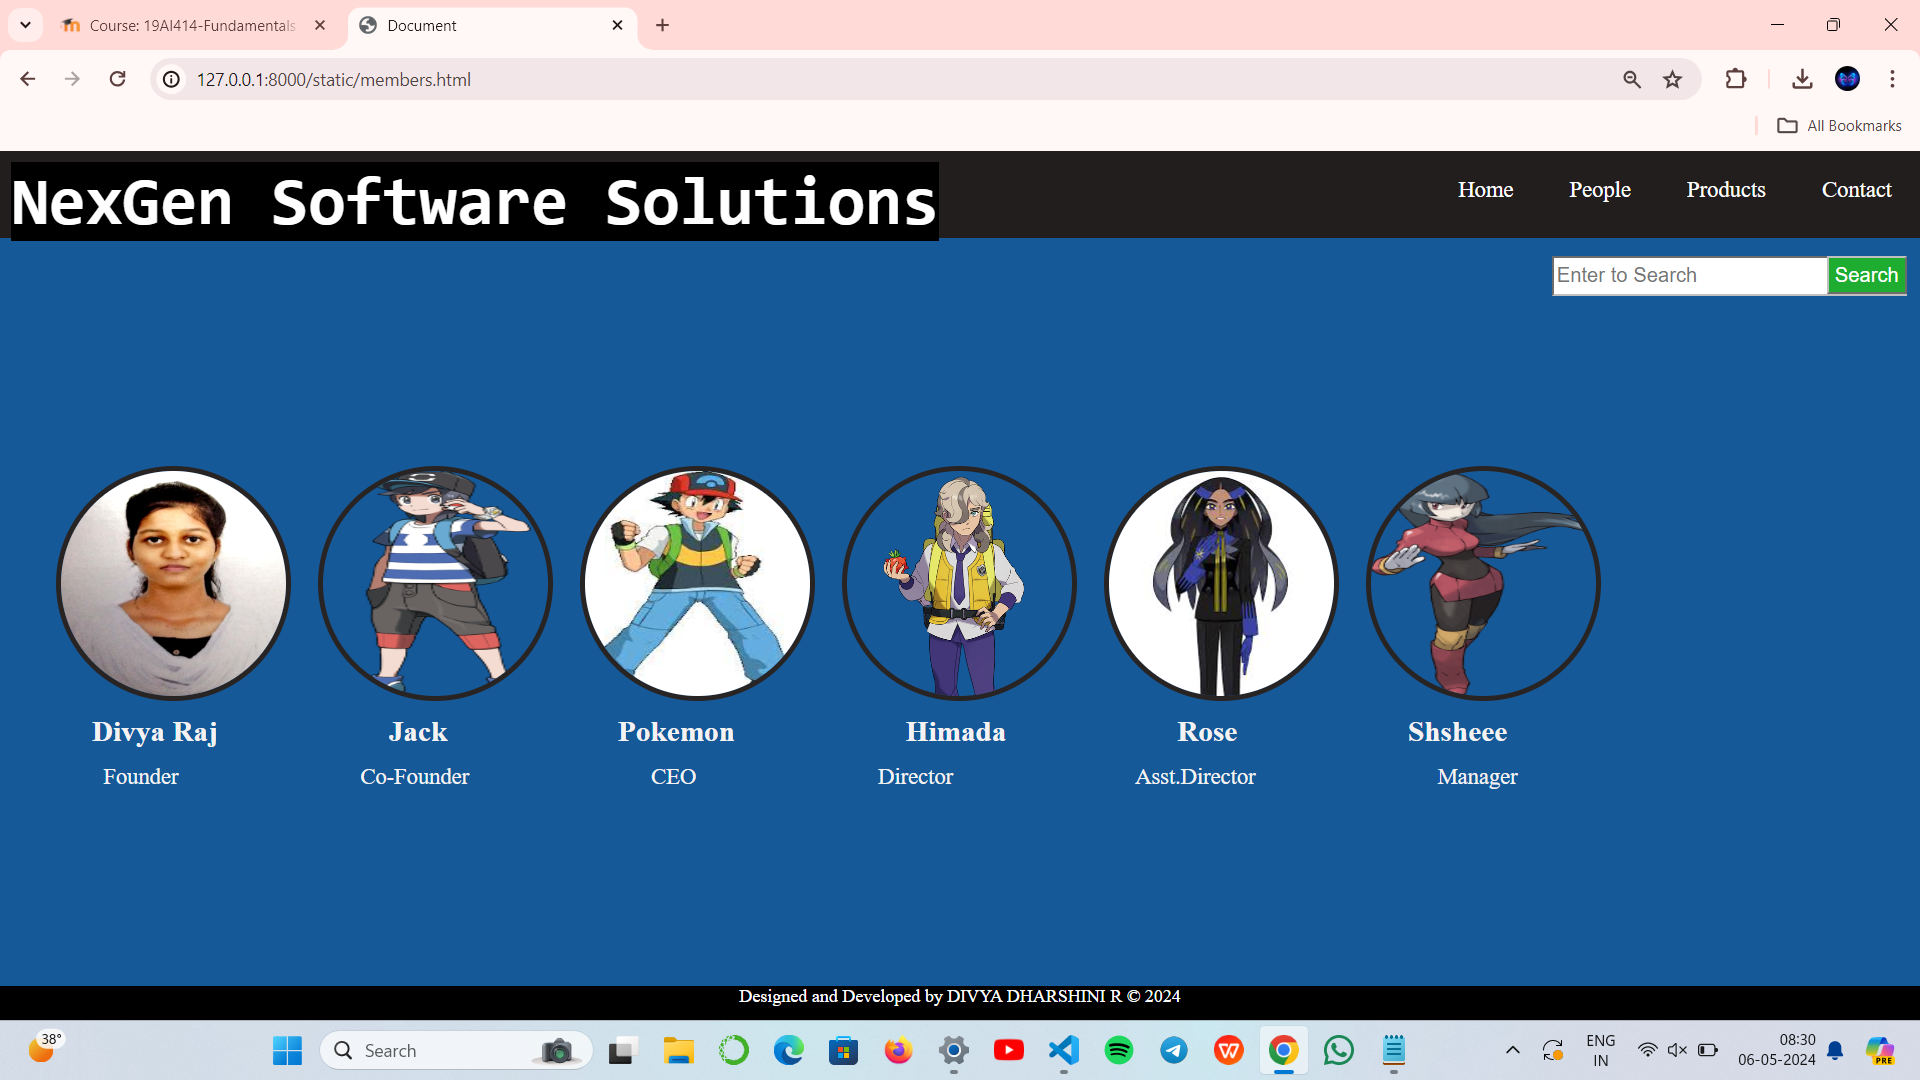 Course: 19AI414-Fundamentals
Document
127.0.0.1:8000/static/members.html
All Bookmarks
NexGen Software Solutions
Home People Products Contact
Enter to Search Search
Divya Raj Jack Pokemon Himada Rose Shsheee
Founder Co-Founder CEO Director Asst.Director Manager
Designed and Developed by DIVYA DHARSHINI R © 2024
38°
Search
ENG
IN
08:30
06-05-2024
PRE